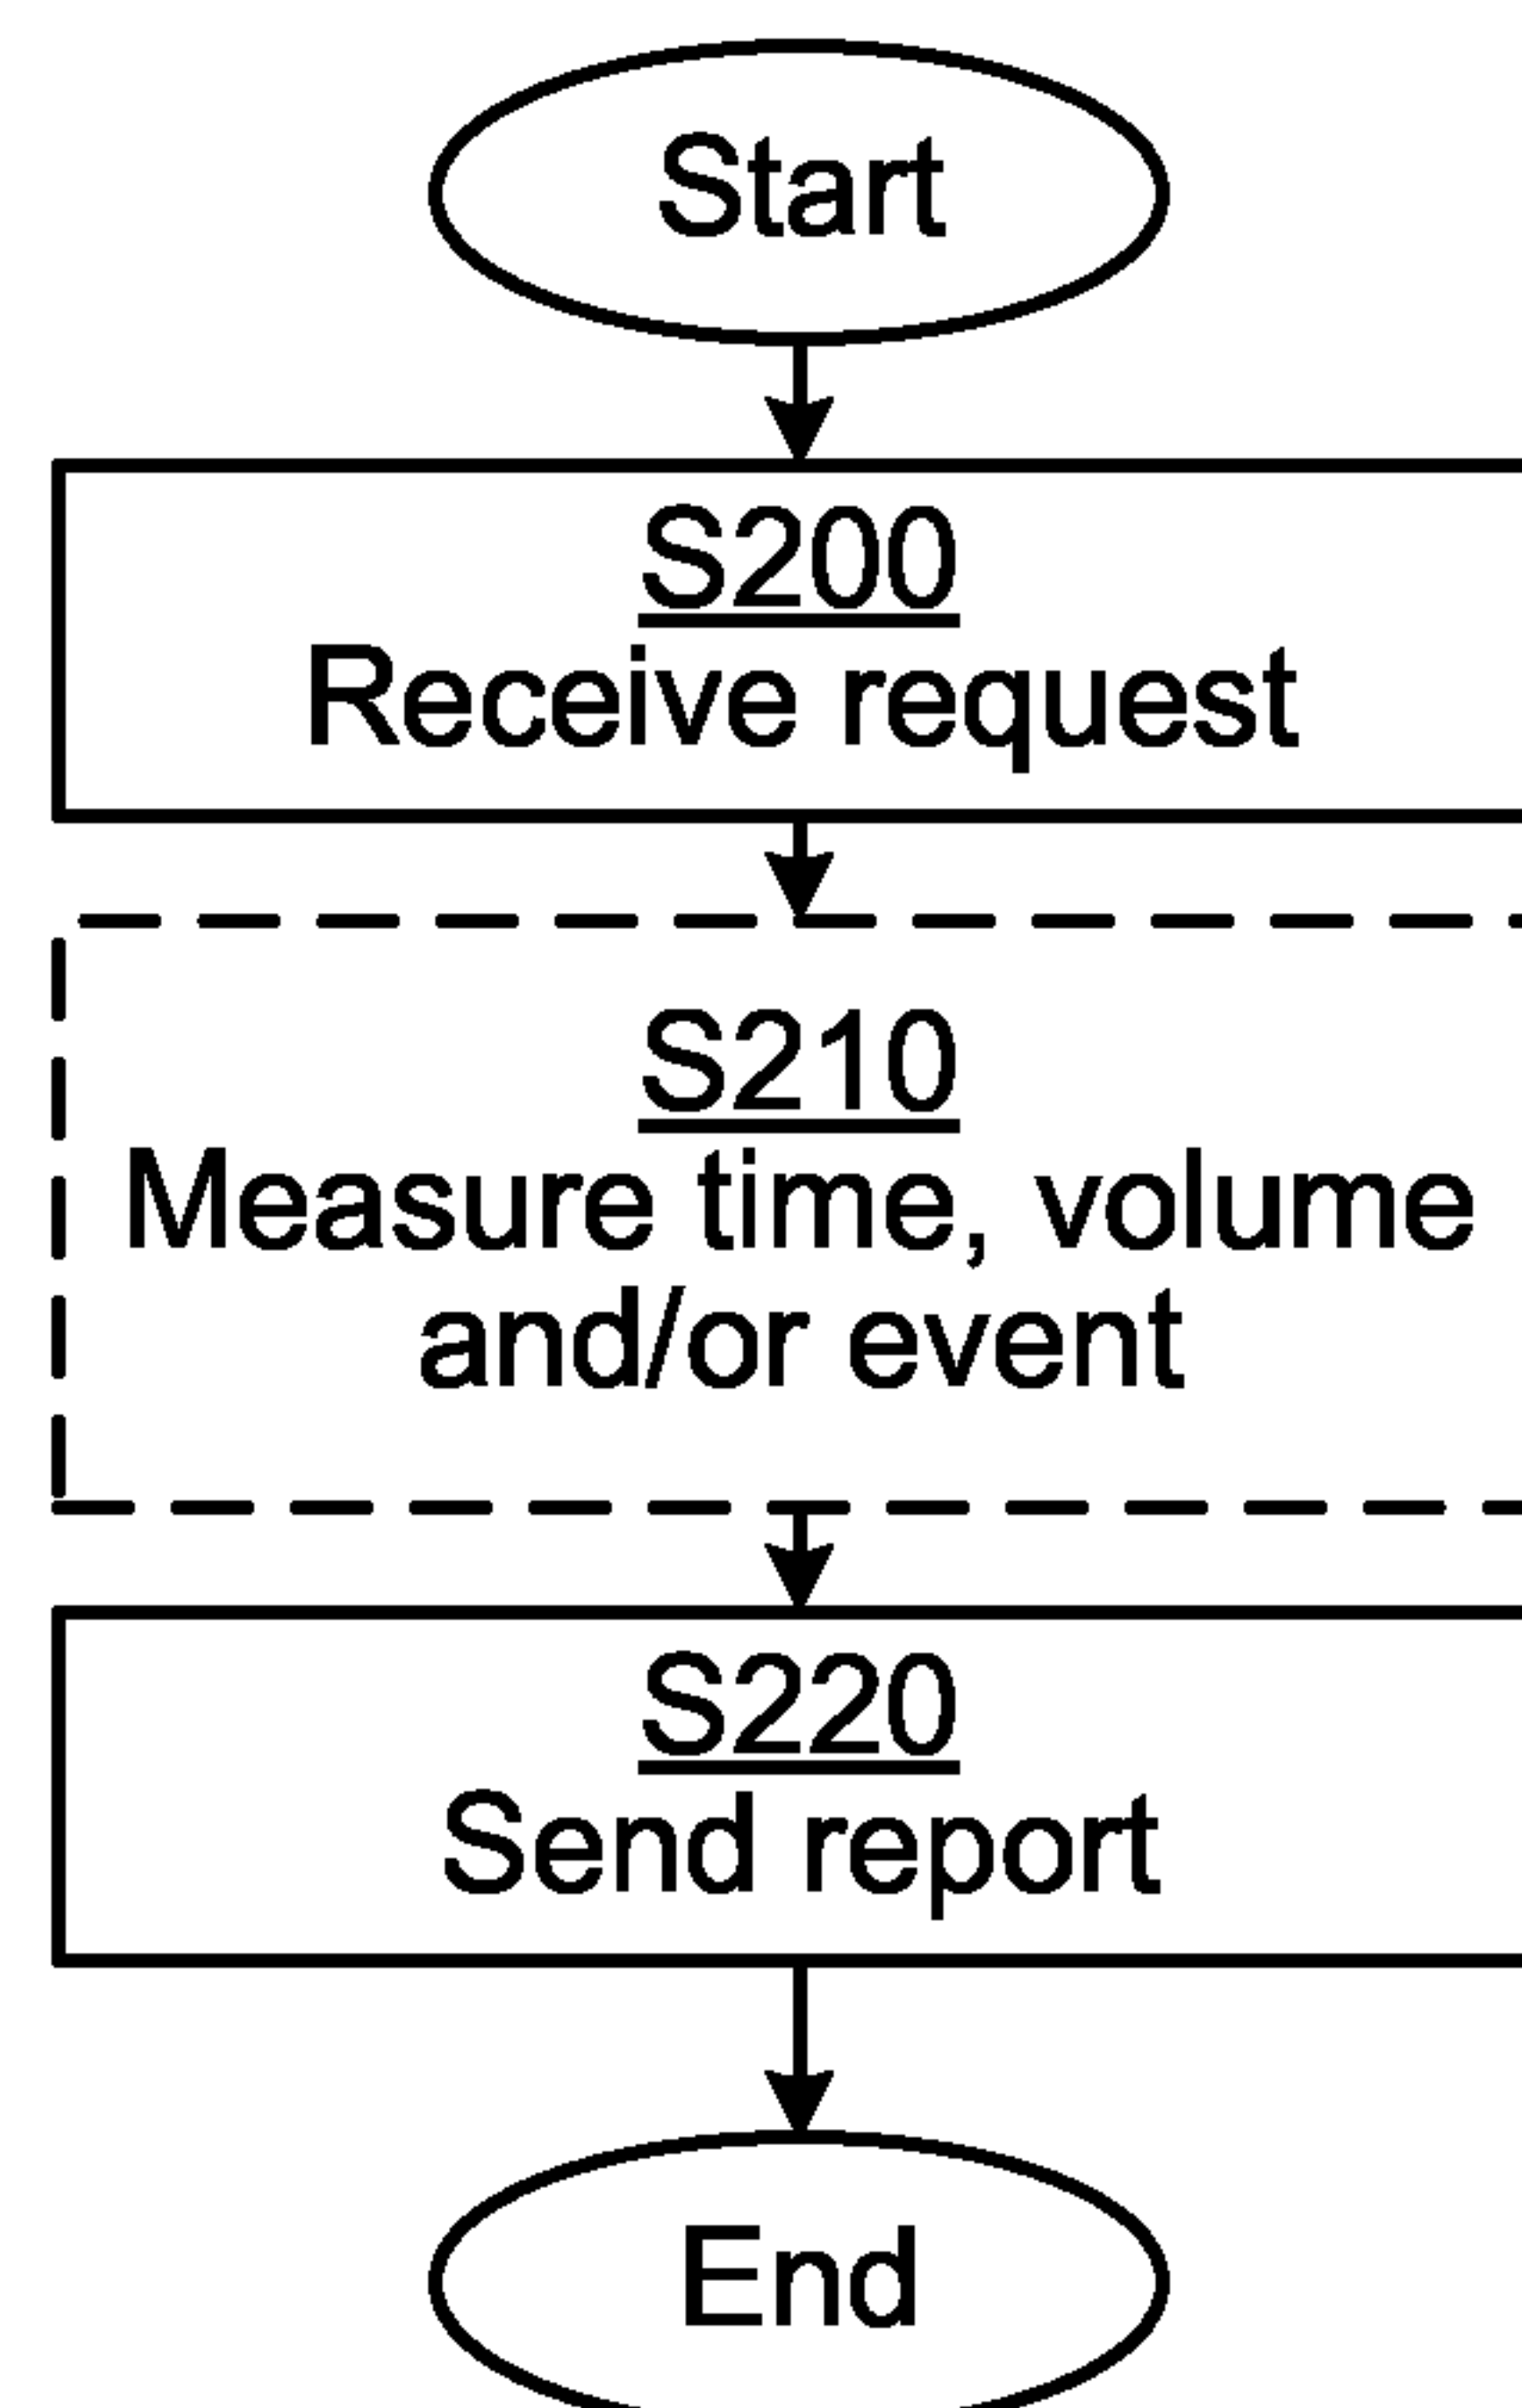 Start
S200
Receive request
S210
Measure time, volume
and/or event
S220
Send report
End